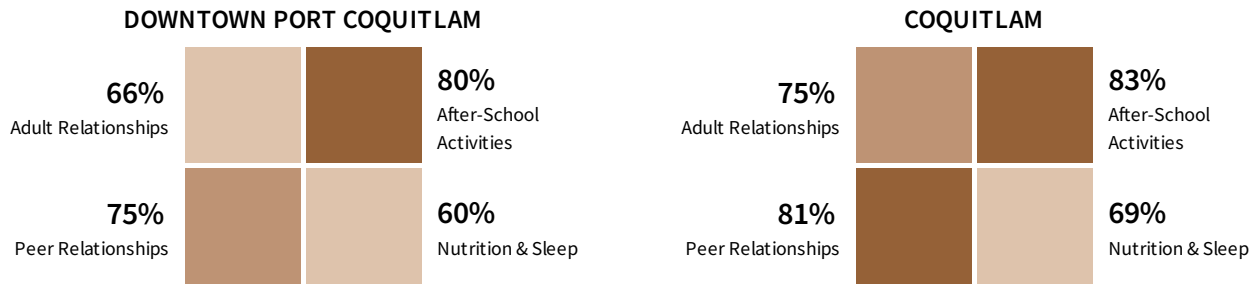 DOWNTOWN PORT COQUITLAM
66%
Adult Relationships
80%
After-School
Activities
75%
Peer Relationships
60%
Nutrition & Sleep
COQUITLAM
75%
Adult Relationships
83%
After-School
Activities
81%
Peer Relationships
69%
Nutrition & Sleep